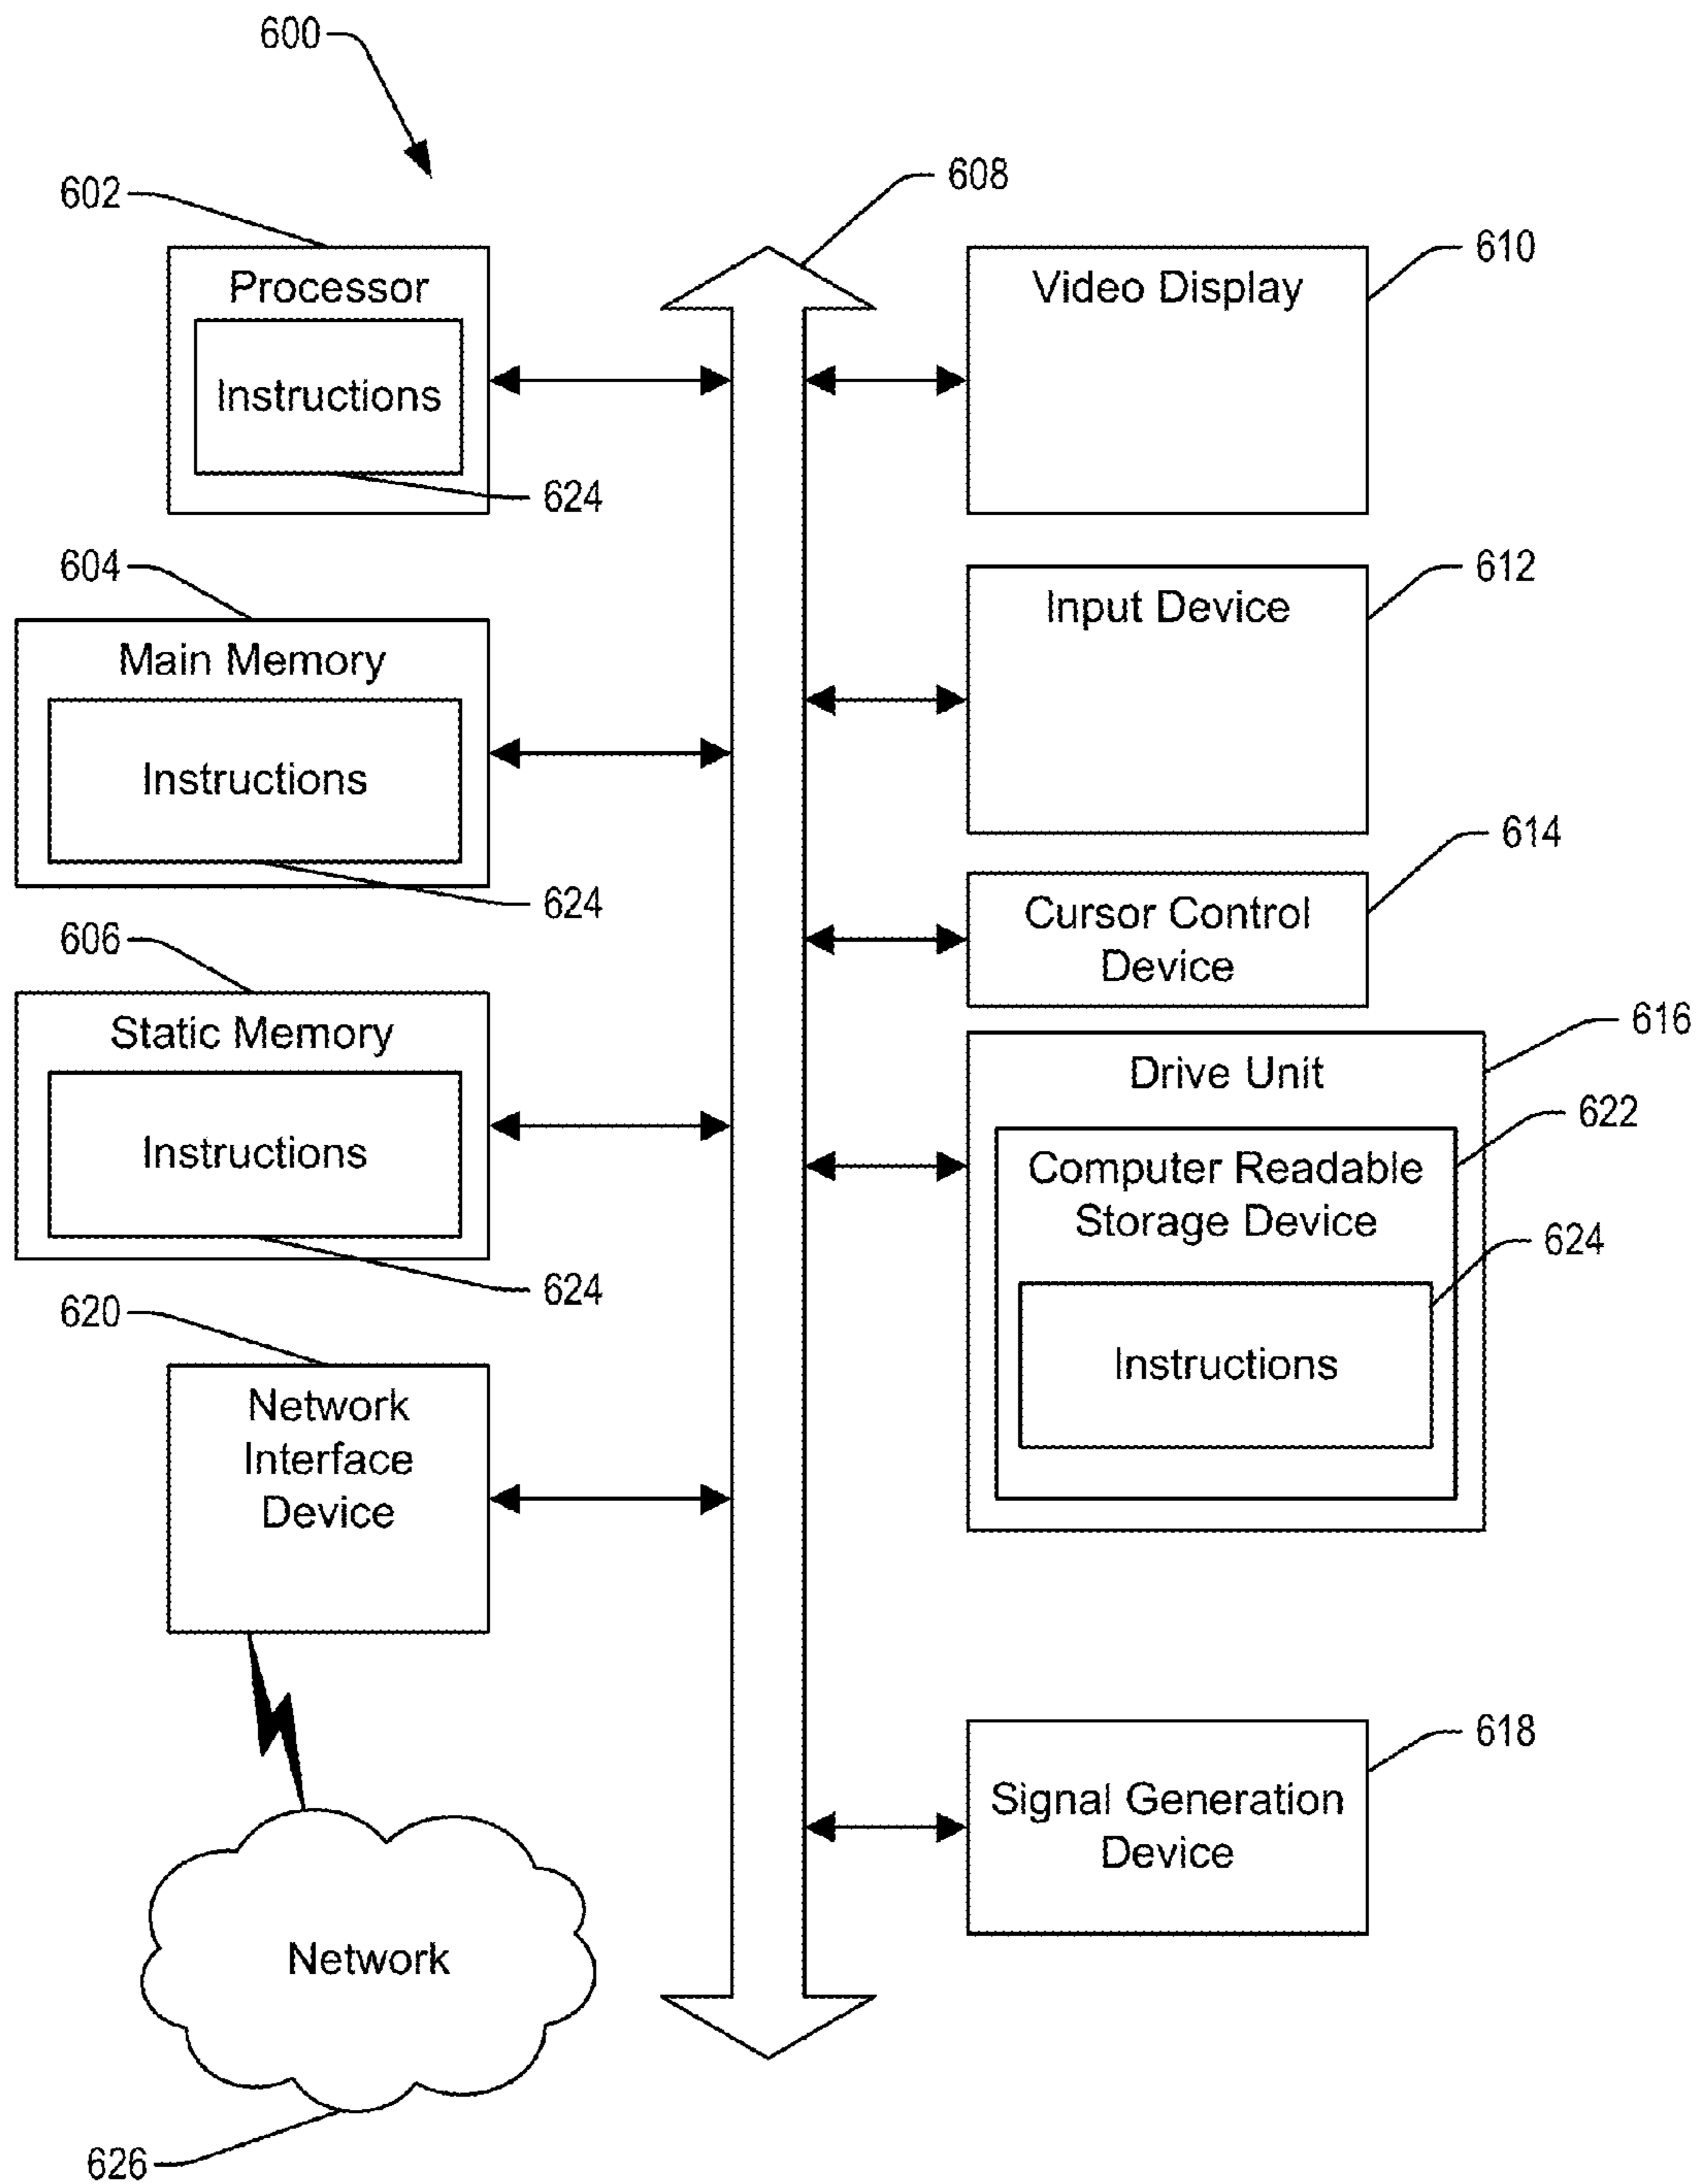 600
602
Processor
Instructions
624
604
Main Memory
Instructions
624
606
Static Memory
Instructions
624
620
Network
Interface
Device
Network
626
608
Video Display
610
Input Device
612
Cursor Control
Device
614
Drive Unit
616
Computer Readable
Storage Device
622
Instructions
624
Signal Generation
Device
618